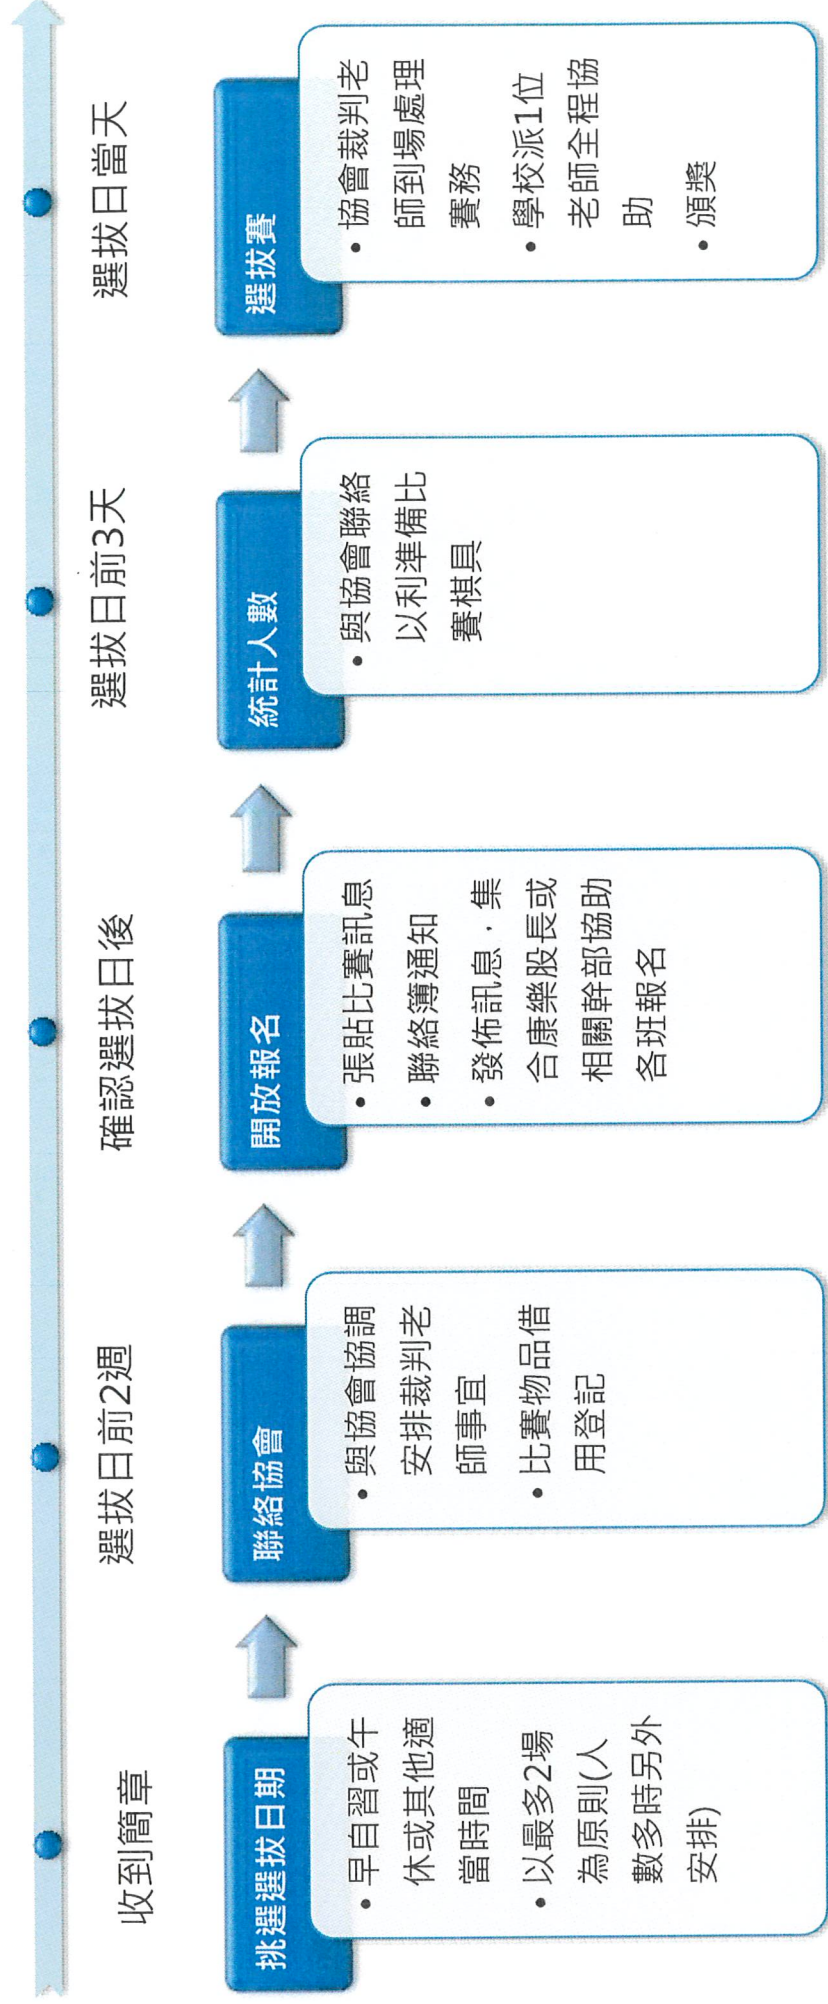 收到簡章
選拔日前2週
確認選拔日後
選拔日前3天
選拔日當天
挑選選拔日期
• 早自習或午
休或其他適
當時間
• 以最多2場
為原則(人
數多時另外
安排)
聯絡協會
• 與協會協調
安排裁判老
師事宜
• 比賽物品借
用登記
開放報名
• 張貼比賽訊息
• 聯絡簿通知
• 發佈訊息，集
合康樂股長或
相關幹部協助
各班報名
統計人數
• 與協會聯絡
以利準備比
賽棋具
選拔賽
• 協會裁判老
師到場處理
賽務
• 學校派1位
老師全程協
助
• 頒獎